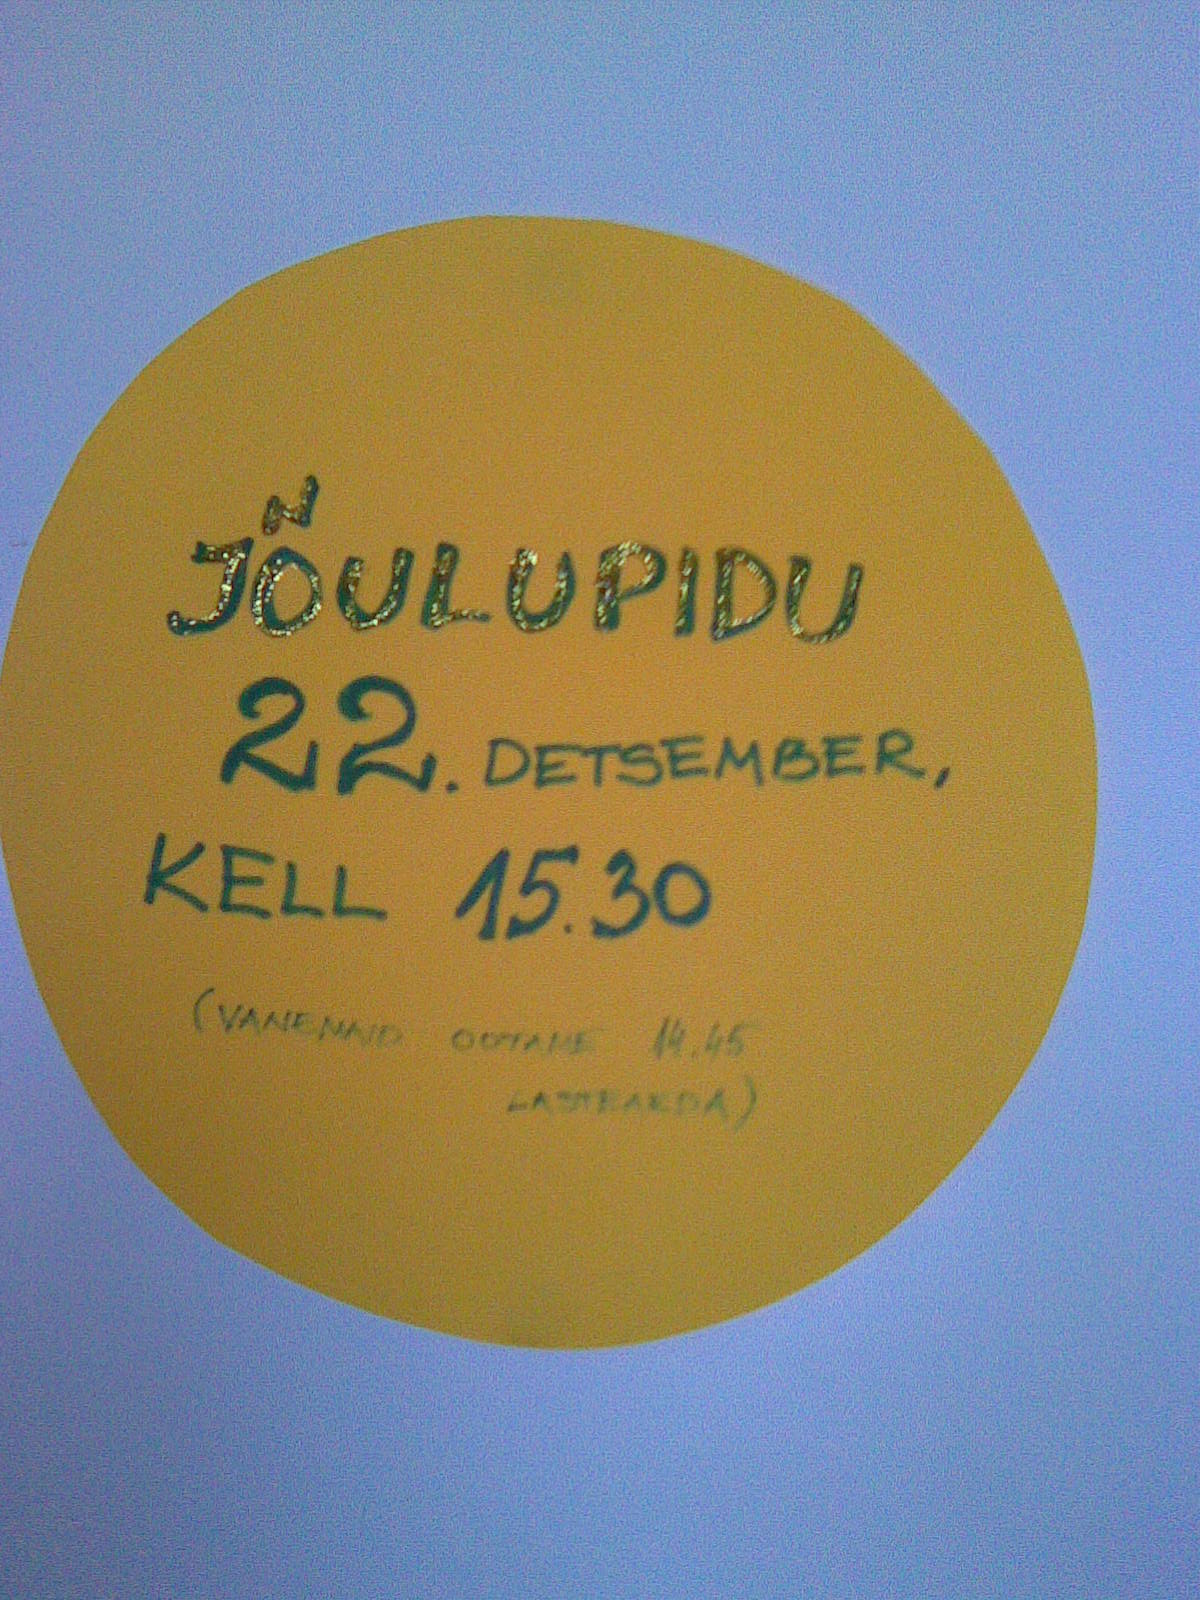 JÕULUPIDU
22. DETSEMBER,
KELL 15.30
(VANEMAID OOTAME 14.45
LASTEAEDA)